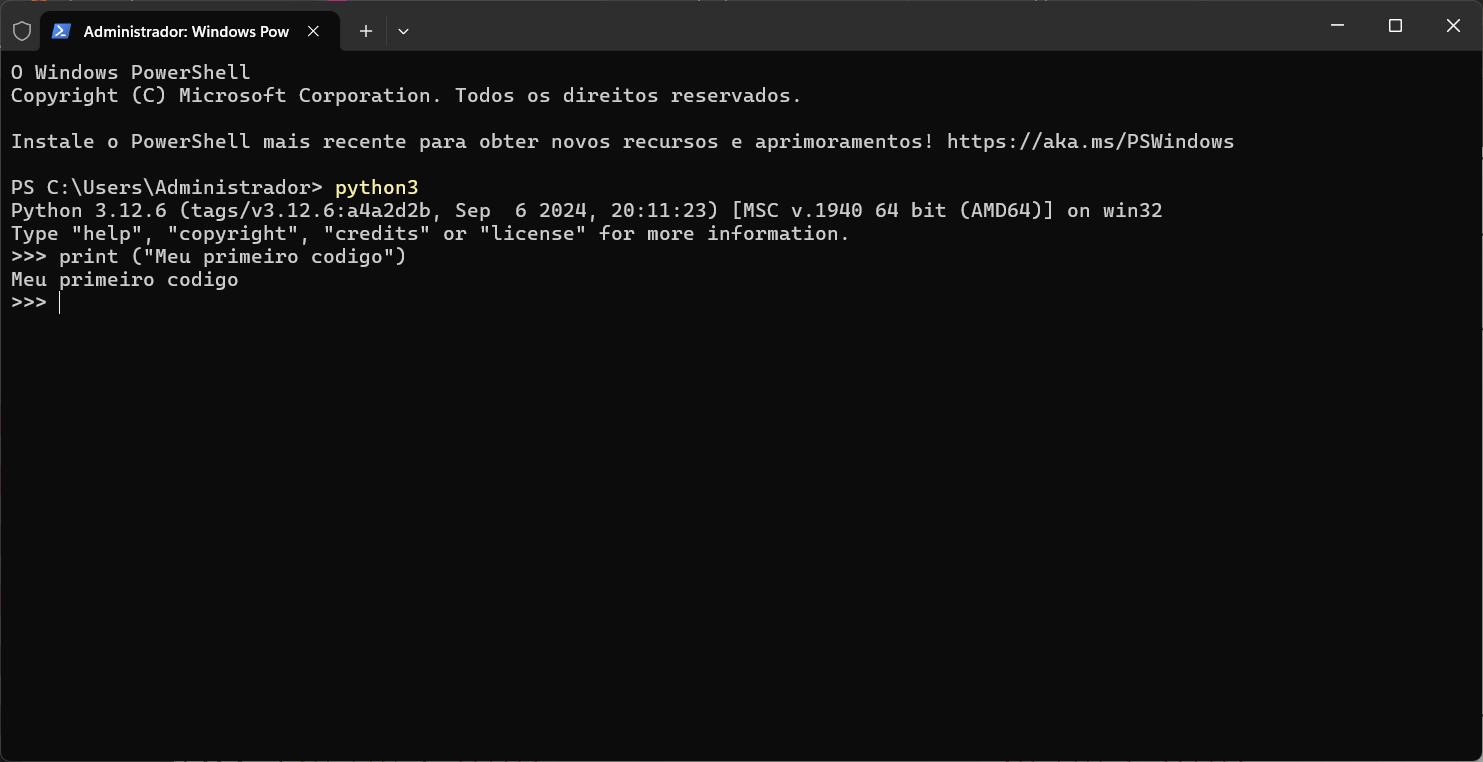 Administrador: Windows Pow
O Windows PowerShell
Copyright (C) Microsoft Corporation. Todos os direitos reservados.
Instale o PowerShell mais recente para obter novos recursos e aprimoramentos! https://aka.ms/PSWindows
PS C:\Users\Administrador> python3
Python 3.12.6 (tags/v3.12.6:a4a2d2b, Sep  6 2024, 20:11:23) [MSC v.1940 64 bit (AMD64)] on win32
Type "help", "copyright", "credits" or "license" for more information.
>>> print ("Meu primeiro codigo")
Meu primeiro codigo
>>>